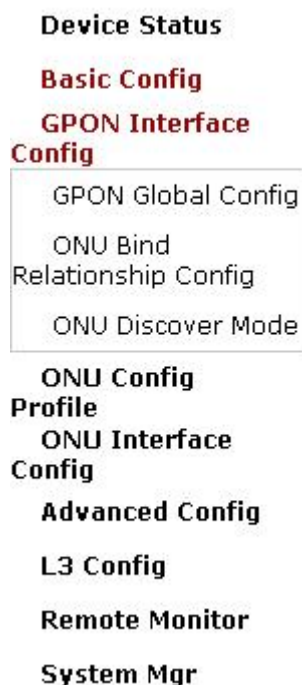 Device Status
Basic Config
GPON Interface
Config
GPON Global Config
ONU Bind
Relationship Config
ONU Discover Mode
ONU Config
Profile
ONU Interface
Config
Advanced Config
L3 Config
Remote Monitor
System Mgr